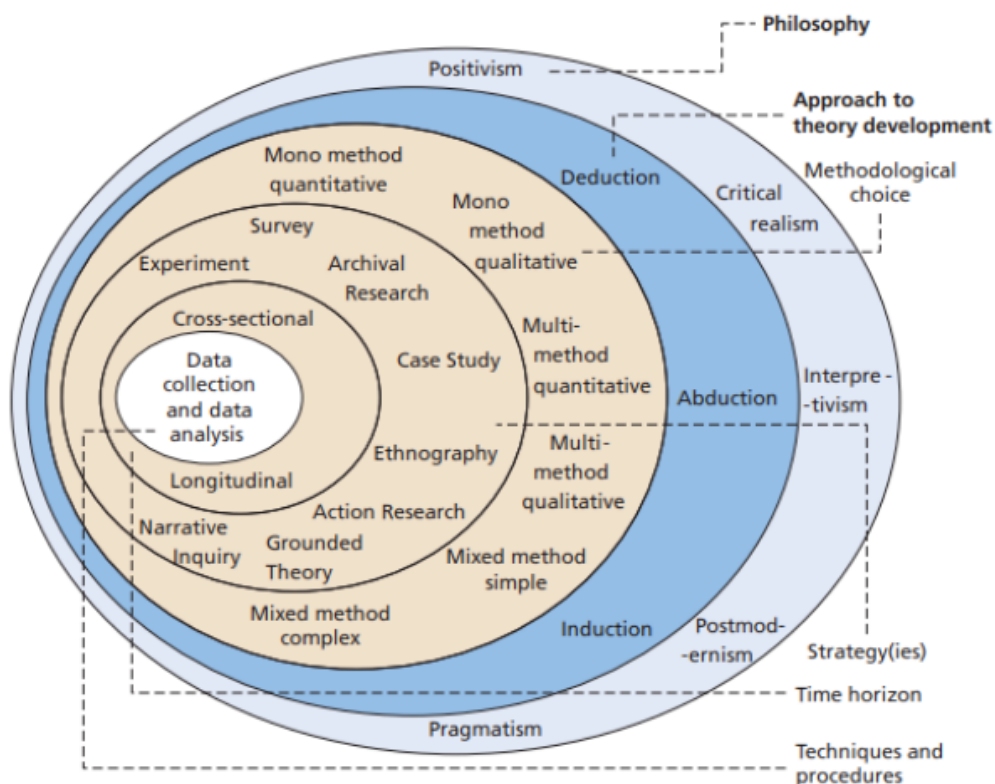 Philosophy
Positivism
Approach to
theory development
Mono method
quantitative
Deduction
Methodological
choice
Critical
realism
Mono
method
qualitative
Survey
Experiment
Archival
Research
Cross-sectional
Multi-
method
quantitative
Data
collection
and data
analysis
Case Study
Interpre-
-tivism
Abduction
Ethnography
Multi-
method
qualitative
Longitudinal
Action Research
Narrative
Inquiry
Grounded
Theory
Mixed method
simple
Mixed method
complex
Induction
Postmod-
-ernism
Strategy(ies)
Time horizon
Pragmatism
Techniques and
procedures